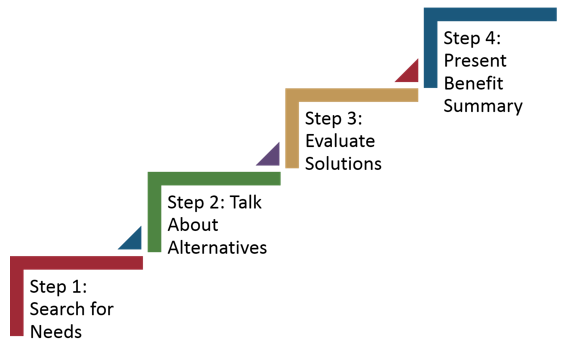 Step 1:
Search for
Needs
Step 2: Talk
About
Alternatives
Step 3:
Evaluate
Solutions
Step 4:
Present
Benefit
Summary